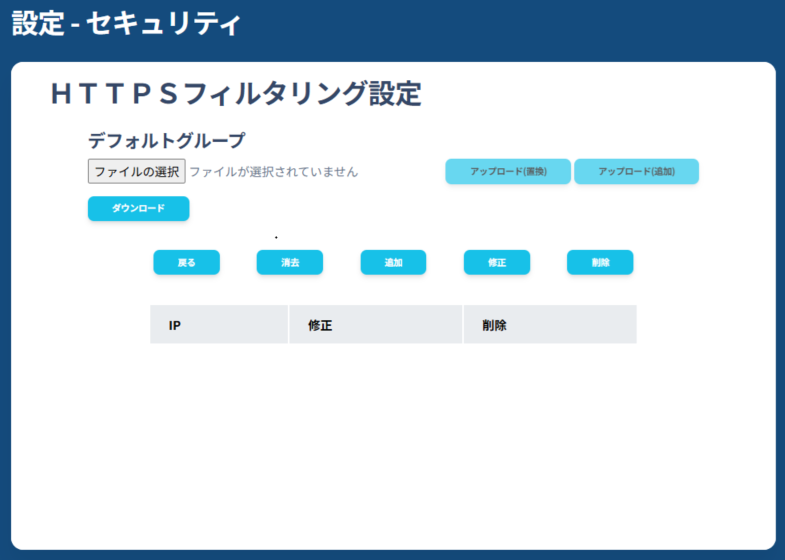 設定 - セキュリティ
ＨＴＴＰＳフィルタリング設定
デフォルトグループ
ファイルの選択 ファイルが選択されていません アップロード(置換) アップロード(追加)
ダウンロード
戻る 消去 追加 修正 削除
IP 修正 削除